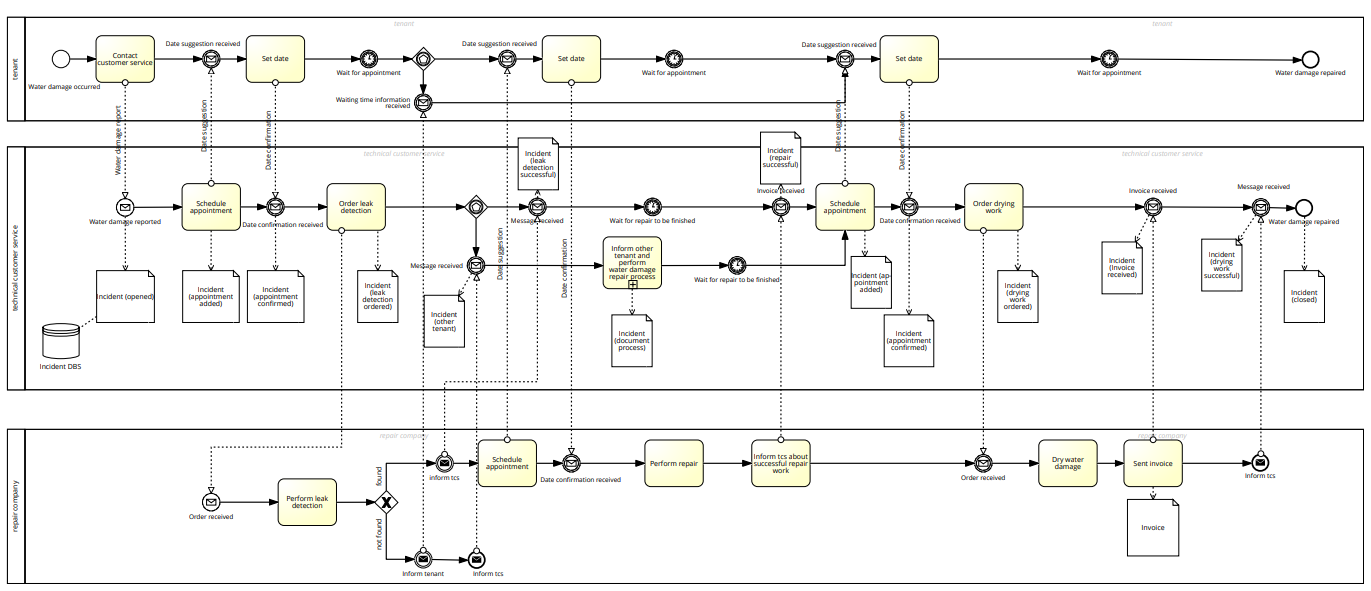 tenant
tenant
tenant
Contact
customer service
Date suggestion received
Set date
Wait for appointment
Date suggestion received
Set date
Wait for appointment
Date suggestion received
Set date
Wait for appointment
Water damage occurred
Water damage repaired
Waiting time information
received
Water damage report
Date suggestion
Date confirmation
Date suggestion
Date confirmation
technical customer service
technical customer service
technical customer service
Incident
(leak
detection
successful)
Incident
(repair
successful)
Water damage reported
Schedule
appointment
Date confirmation received
Order leak
detection
Message received
Wait for repair to be finished
Invoice received
Schedule
appointment
Date confirmation received
Order drying
work
Invoice received
Message received
Water damage repaired
Message received
Date suggestion
Date confirmation
Inform other
tenant and
perform
water damage
repair process
Wait for repair to be finished
Incident (opened)
Incident
(appointment
added)
Incident
(appointment
confirmed)
Incident
(leak
detection
ordered)
Incident
(other
tenant)
Incident
(document
process)
Incident (ap-
pointment
added)
Incident
(appointment
confirmed)
Incident
(drying
work
ordered)
Incident
(Invoice
received)
Incident
(drying
work
successful)
Incident
(closed)
Incident DBS
repair company
repair company
repair company
Order received
Perform leak
detection
found
not found
inform tcs
Schedule
appointment
Date confirmation received
Perform repair
Inform tcs about
successful repair
work
Order received
Dry water
damage
Sent invoice
Inform tcs
Invoice
Inform tenant
Inform tcs